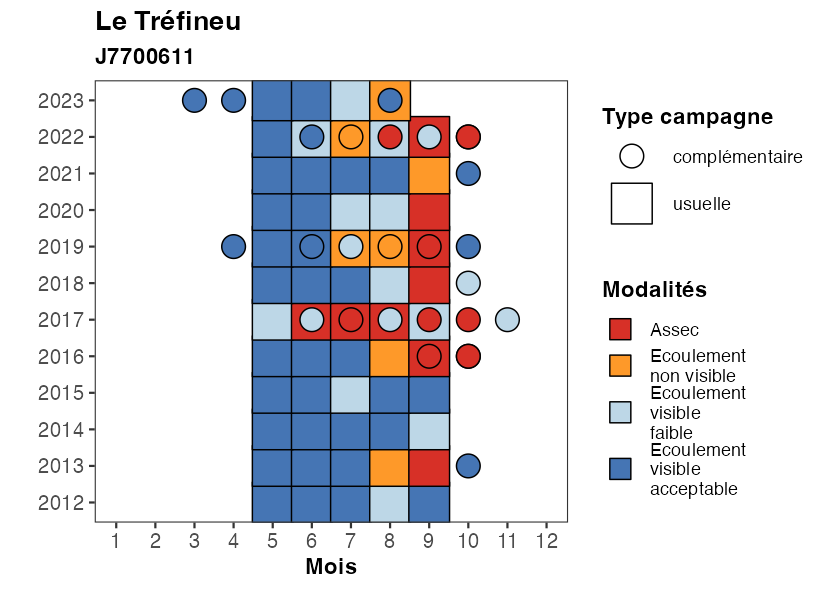 Le Tréfineu
J7700611
2023
2022
2021
2020
2019
2018
2017
2016
2015
2014
2013
2012
1 2 3 4 5 6 7 8 9 10 11 12
Mois
Type campagne
complémentaire
usuelle
Modalités
Assec
Ecoulement
non visible
Ecoulement
visible
faible
Ecoulement
visible
acceptable